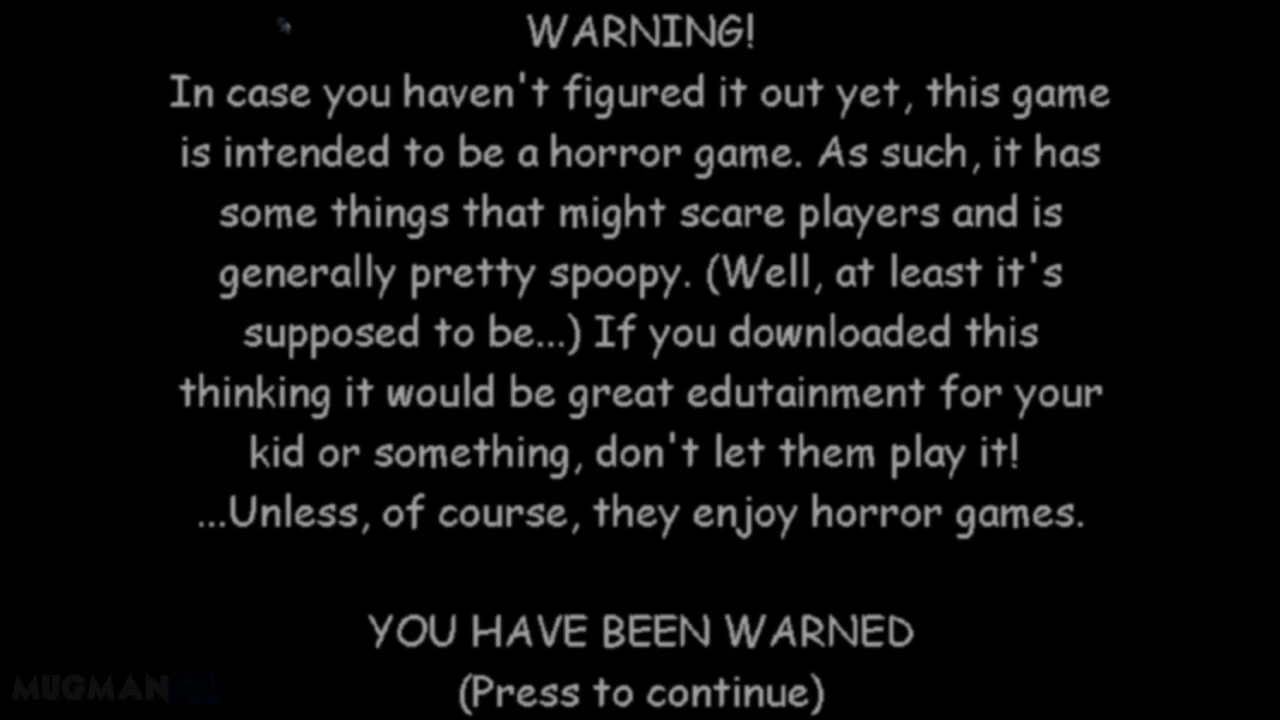 WARNING!
In case you haven't figured it out yet, this game
is intended to be a horror game. As such, it has
some things that might scare players and is
generally pretty spoopy. (Well, at least it's
supposed to be...) If you downloaded this
thinking it would be great edutainment for your
kid or something, don't let them play it!
...Unless, of course, they enjoy horror games.
YOU HAVE BEEN WARNED
MUGMAN
(Press to continue)